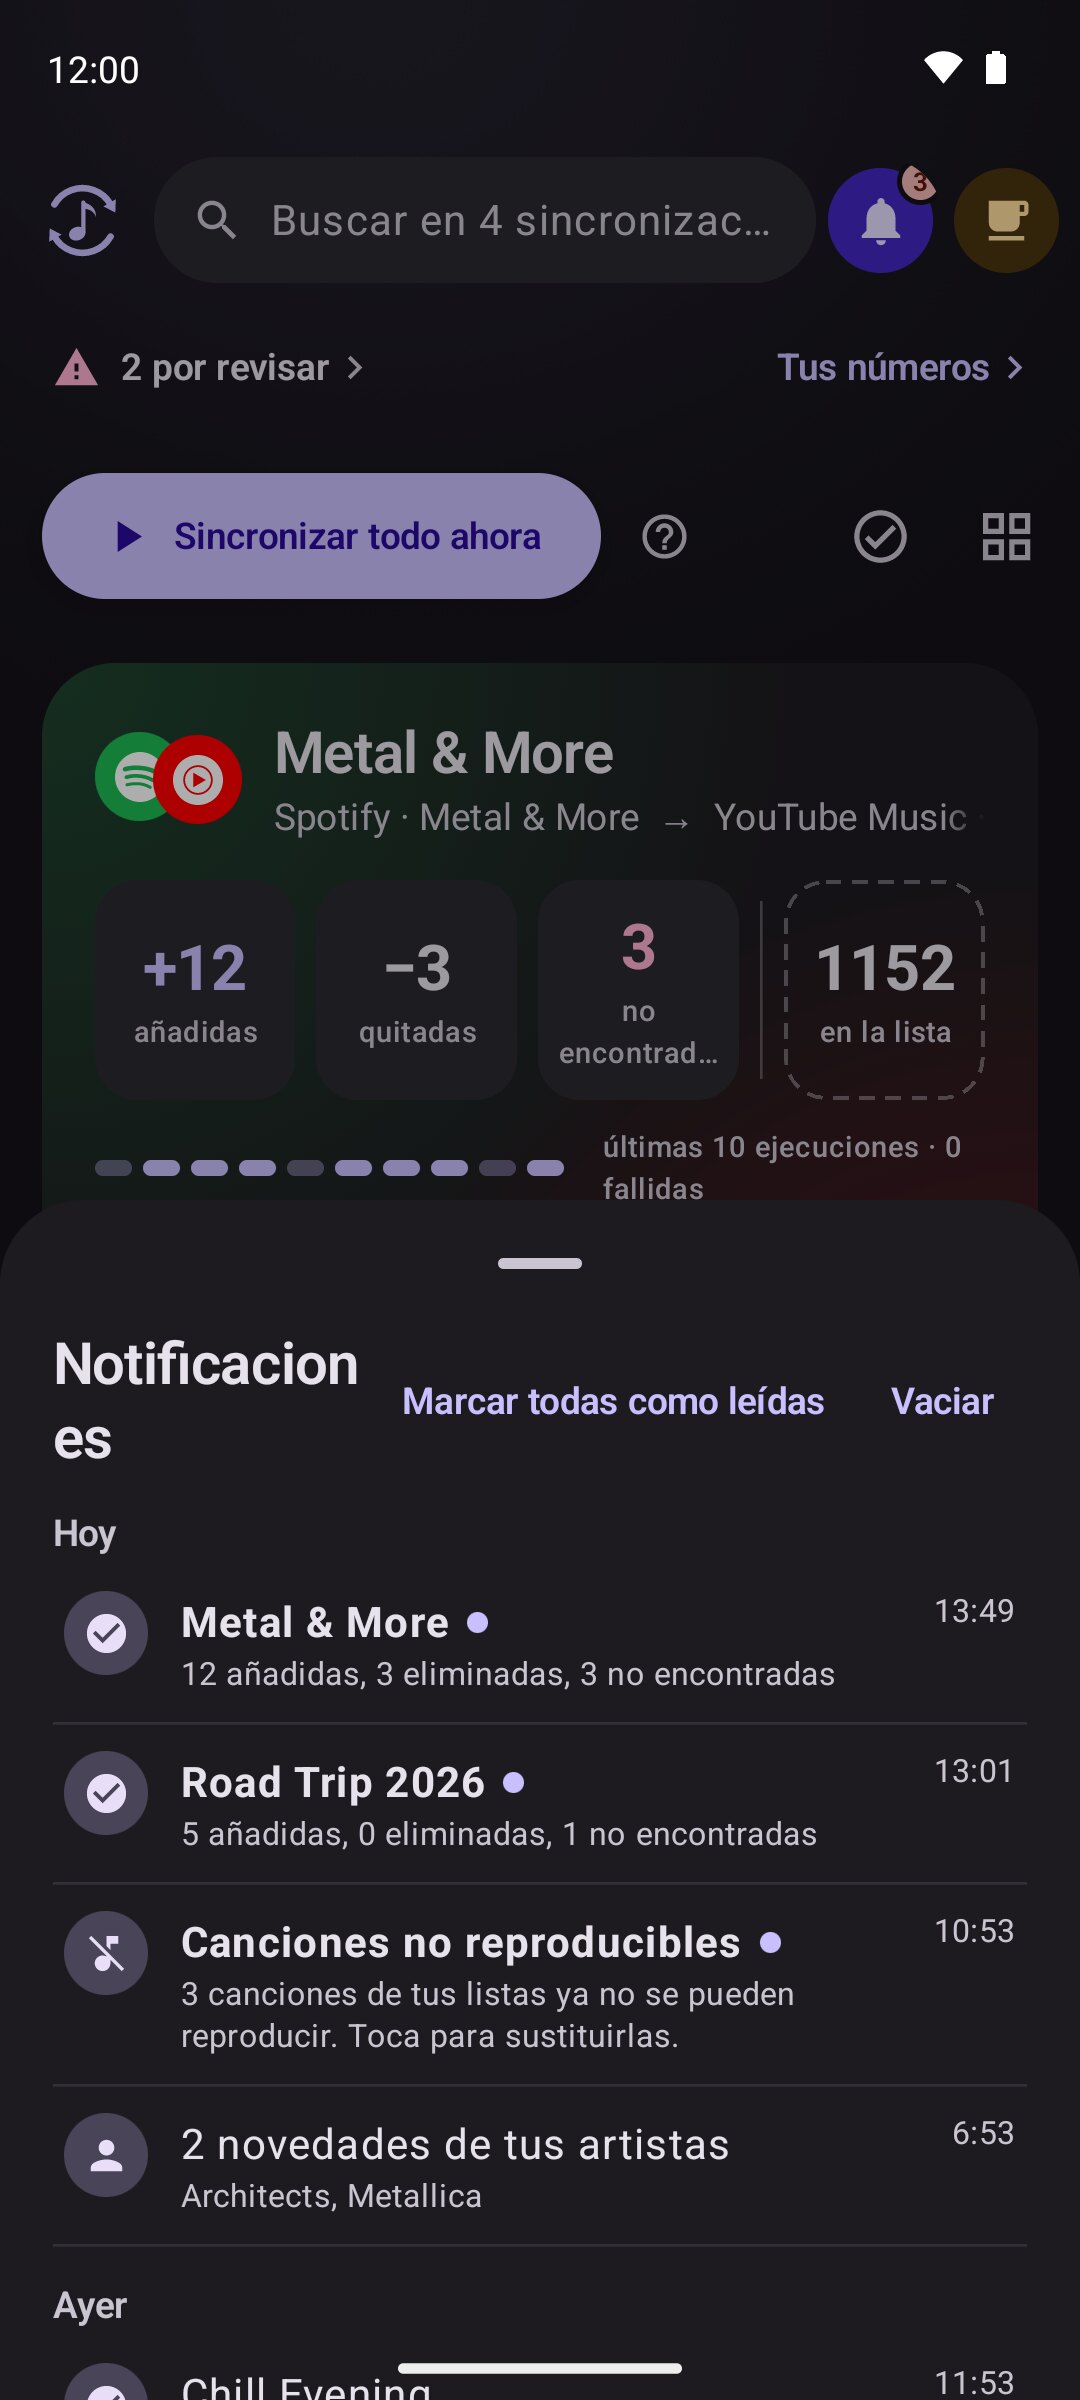 12:00
Buscar en 4 sincronizac…
3
2 por revisar
Tus números
Sincronizar todo ahora
Metal & More
Spotify · Metal & More → YouTube Music
+12
añadidas
−3
quitadas
3
no
encontrad…
1152
en la lista
últimas 10 ejecuciones · 0
fallidas
Notificacion
es
Marcar todas como leídas
Vaciar
Hoy
Metal & More
13:49
12 añadidas, 3 eliminadas, 3 no encontradas
Road Trip 2026
13:01
5 añadidas, 0 eliminadas, 1 no encontradas
Canciones no reproducibles
10:53
3 canciones de tus listas ya no se pueden
reproducir. Toca para sustituirlas.
2 novedades de tus artistas
6:53
Architects, Metallica
Ayer
Chill Evening
11:53